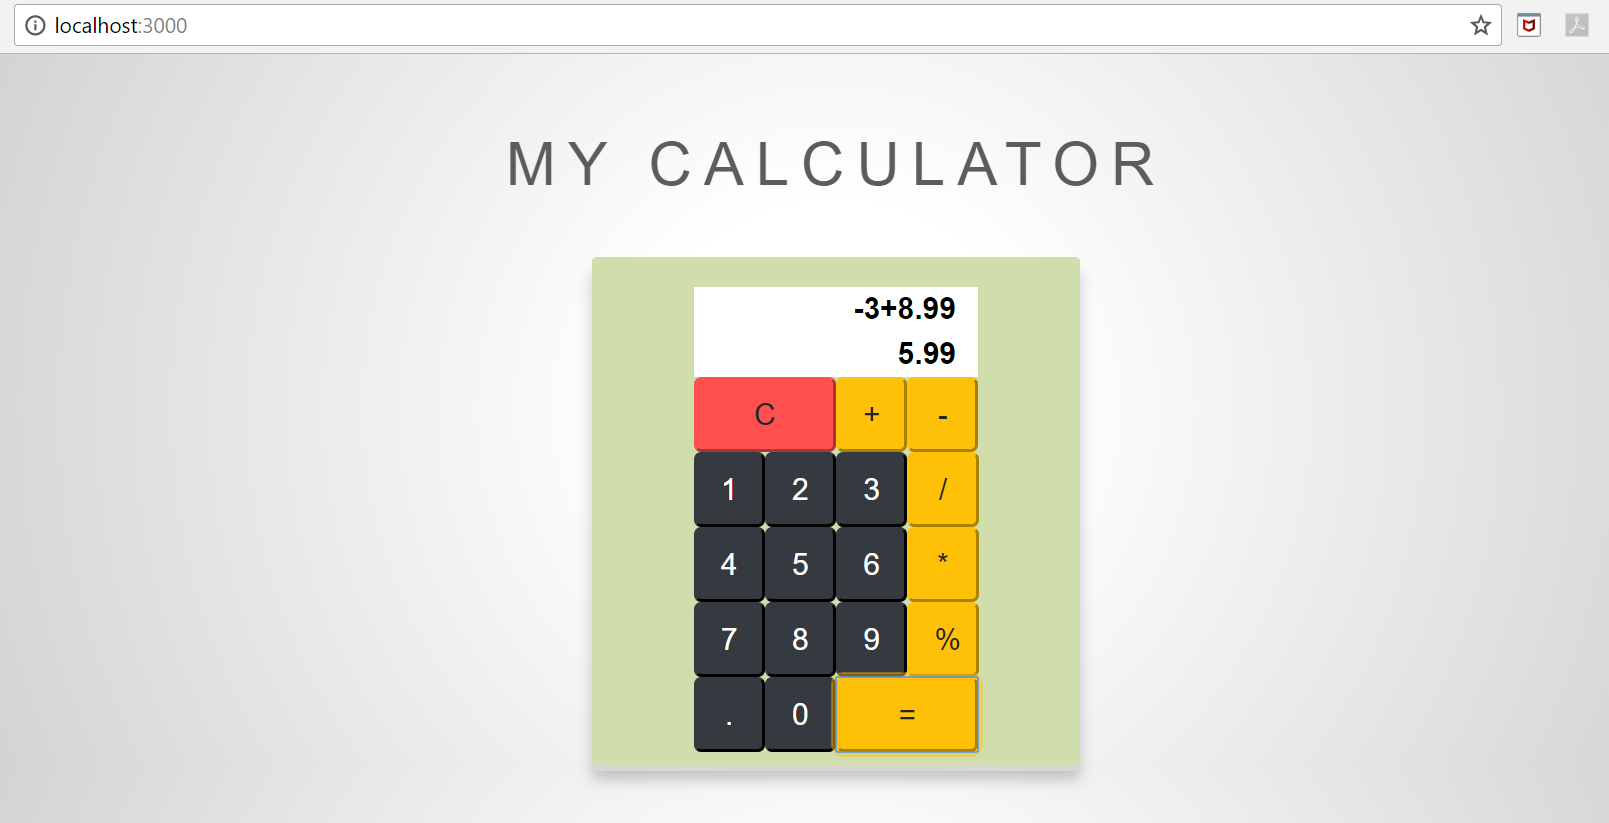 localhost:3000
MY CALCULATOR
-3+8.99
5.99
C + -
1 2 3 /
4 5 6 *
7 8 9 %
. 0 =